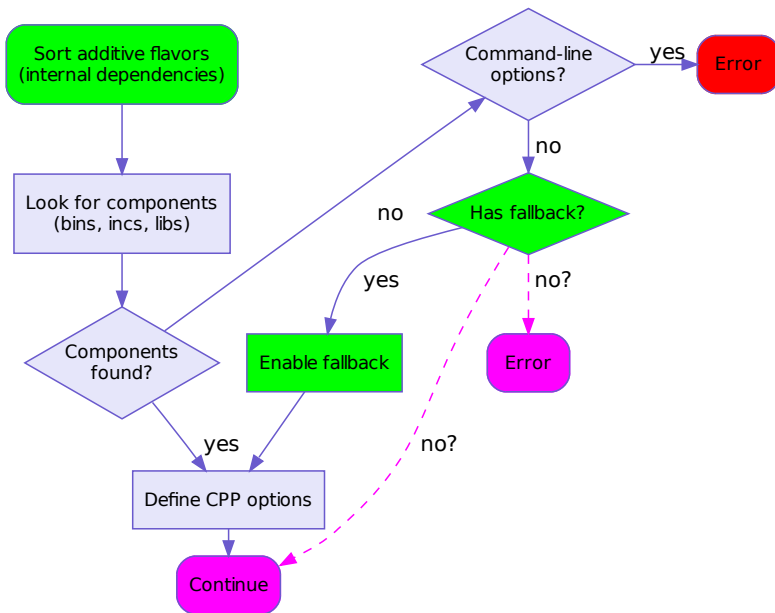 Sort additive flavors
(internal dependencies)
Command-line
options?
yes
Error
no
Look for components
(bins, incs, libs)
no
Has fallback?
yes
no?
Components
found?
Enable fallback
Error
yes
no?
Define CPP options
Continue